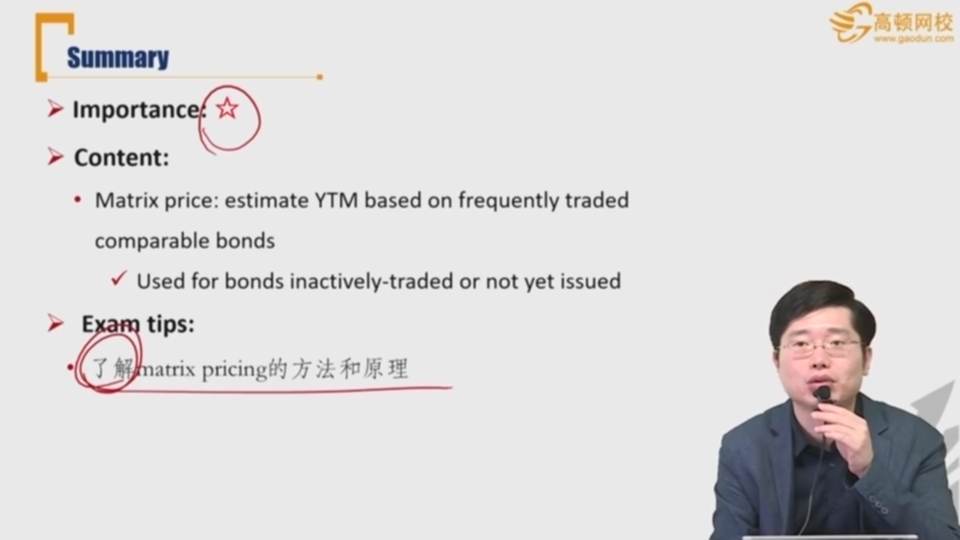 高顿网校
www.gaodun.com
Summary
Importance: ☆
Content:
Matrix price: estimate YTM based on frequently traded
comparable bonds
Used for bonds inactively-traded or not yet issued
Exam tips:
了解matrix pricing的方法和原理